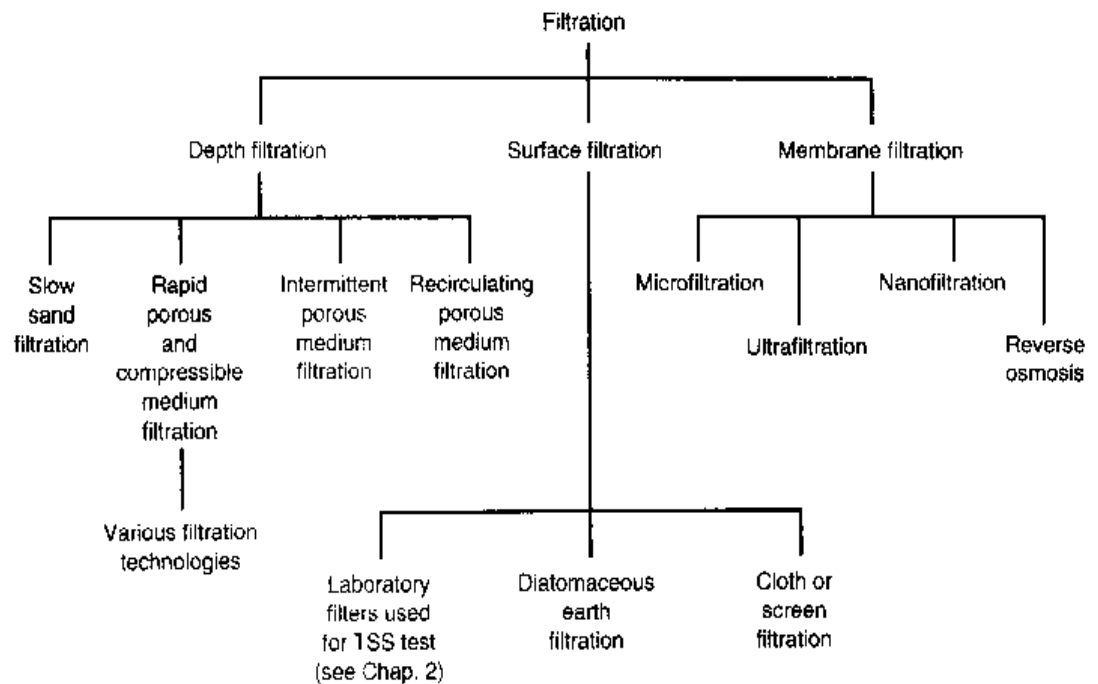 Filtration
Depth filtration
Surface filtration
Membrane filtration
Slow
sand
filtration
Rapid
porous
and
compressible
medium
filtration
Intermittent
porous
medium
filtration
Recirculating
porous
medium
filtration
Microfiltration
Ultrafiltration
Nanofiltration
Reverse
osmosis
Various filtration
technologies
Laboratory
filters used
for TSS test
(see Chap. 2)
Diatomaceous
earth
filtration
Cloth or
screen
filtration